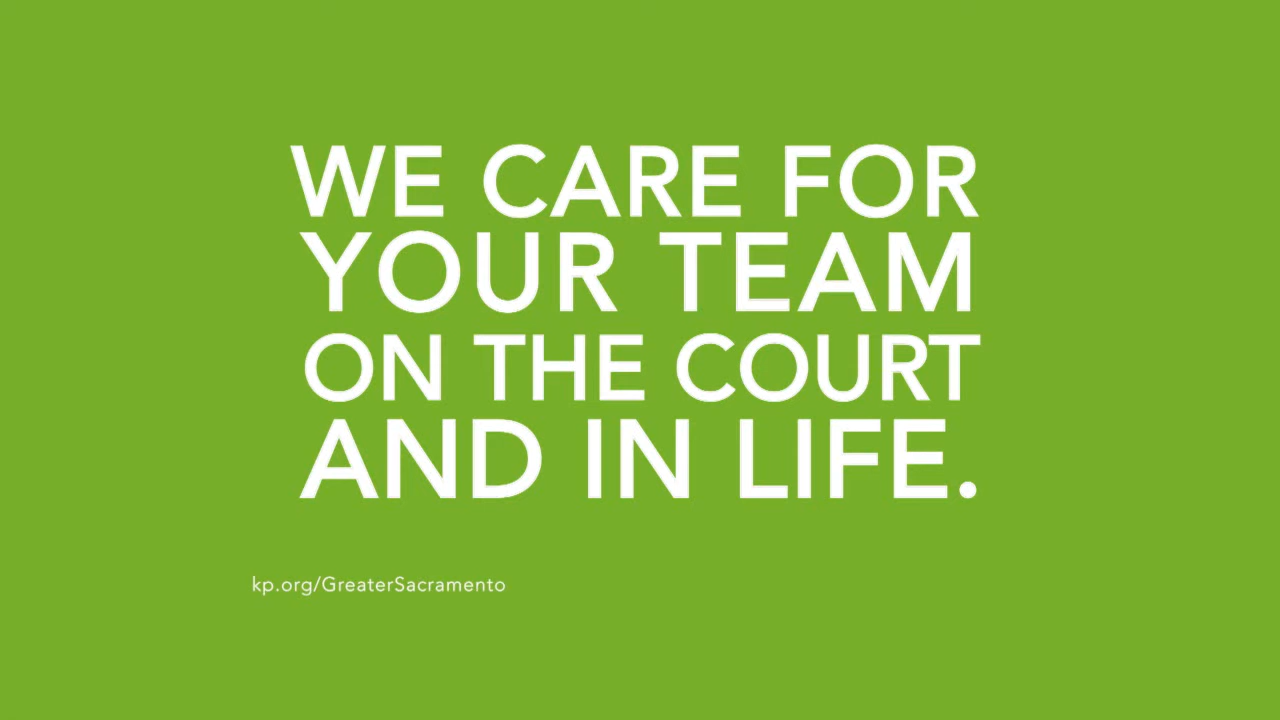 WE CARE FOR
YOUR TEAM
ON THE COURT
AND IN LIFE.
kp.org/GreaterSacramento